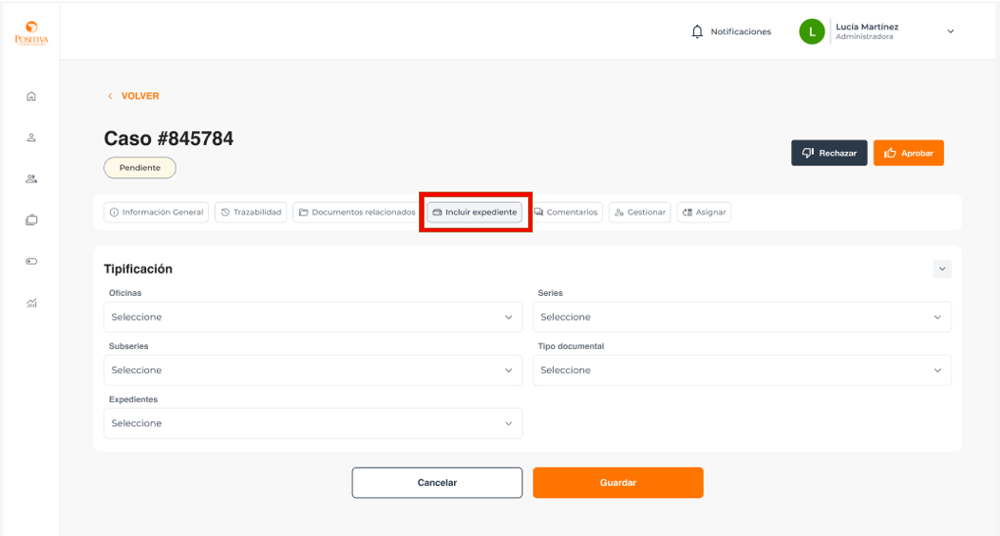 POSITIVA
Notificaciones
L
Lucía Martínez
Administradora
VOLVER
Caso #845784
Pendiente
Rechazar
Aprobar
Información General
Trazabilidad
Documentos relacionados
Incluir expediente
Comentarios
Gestionar
Asignar
Tipificación
Oficinas
Series
Seleccione
Seleccione
Subseries
Tipo documental
Seleccione
Seleccione
Expedientes
Seleccione
Cancelar
Guardar